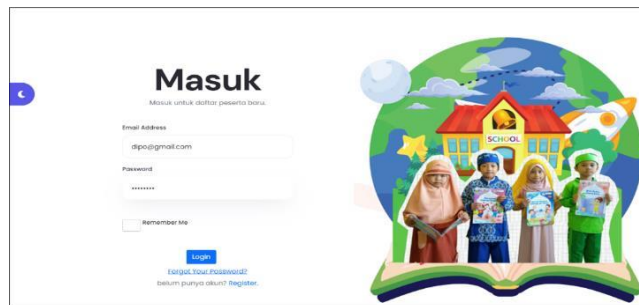 Masuk
Masuk untuk daftar peserta baru.
Email Address
dipo@gmail.com
Password
••••••••
Remember Me
Login
Forgot Your Password?
belum punya akun? Register.
SCHOOL